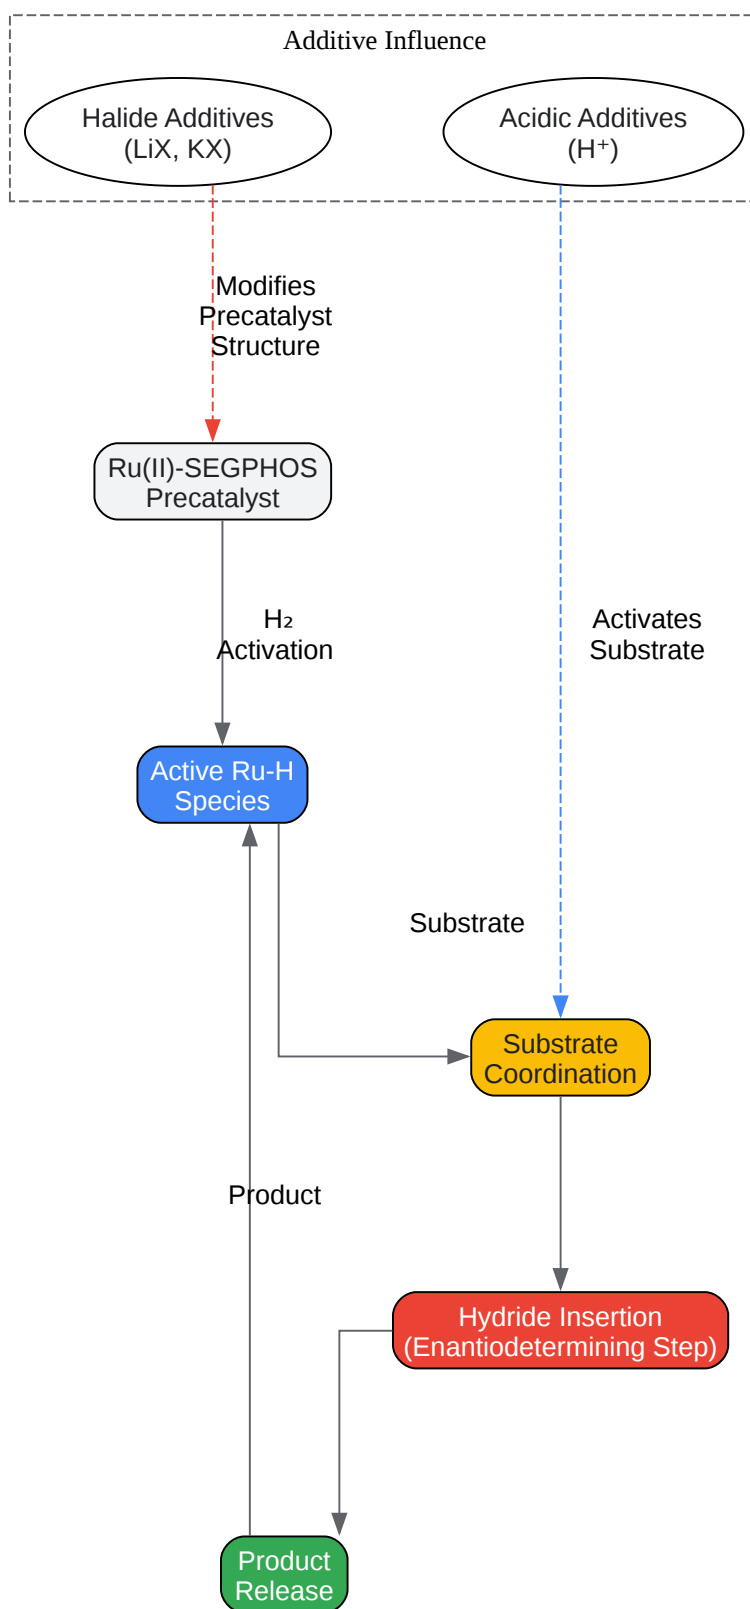 Additive Influence
Halide Additives
(LiX, KX)
Acidic Additives
(H⁺)
Modifies
Precatalyst
Structure
Ru(II)-SEGPHOS
Precatalyst
H₂
Activation
Activates
Substrate
Active Ru-H
Species
Substrate
Substrate
Coordination
Product
Hydride Insertion
(Enantiodetermining Step)
Product
Release